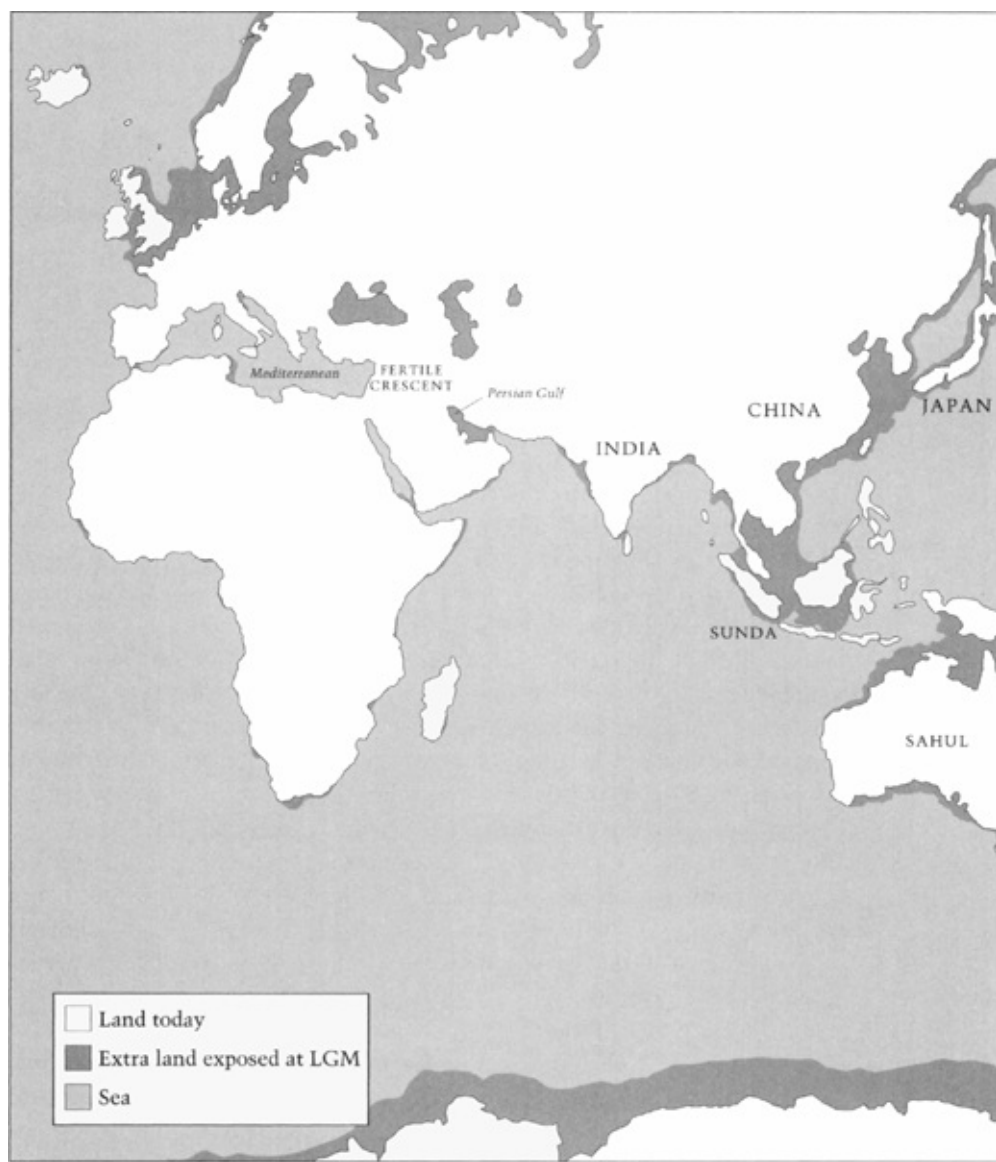 Mediterranean
FERTILE
CRESCENT
Persian Gulf
INDIA
CHINA
JAPAN
SUNDA
SAHUL
Land today
Extra land exposed at LGM
Sea